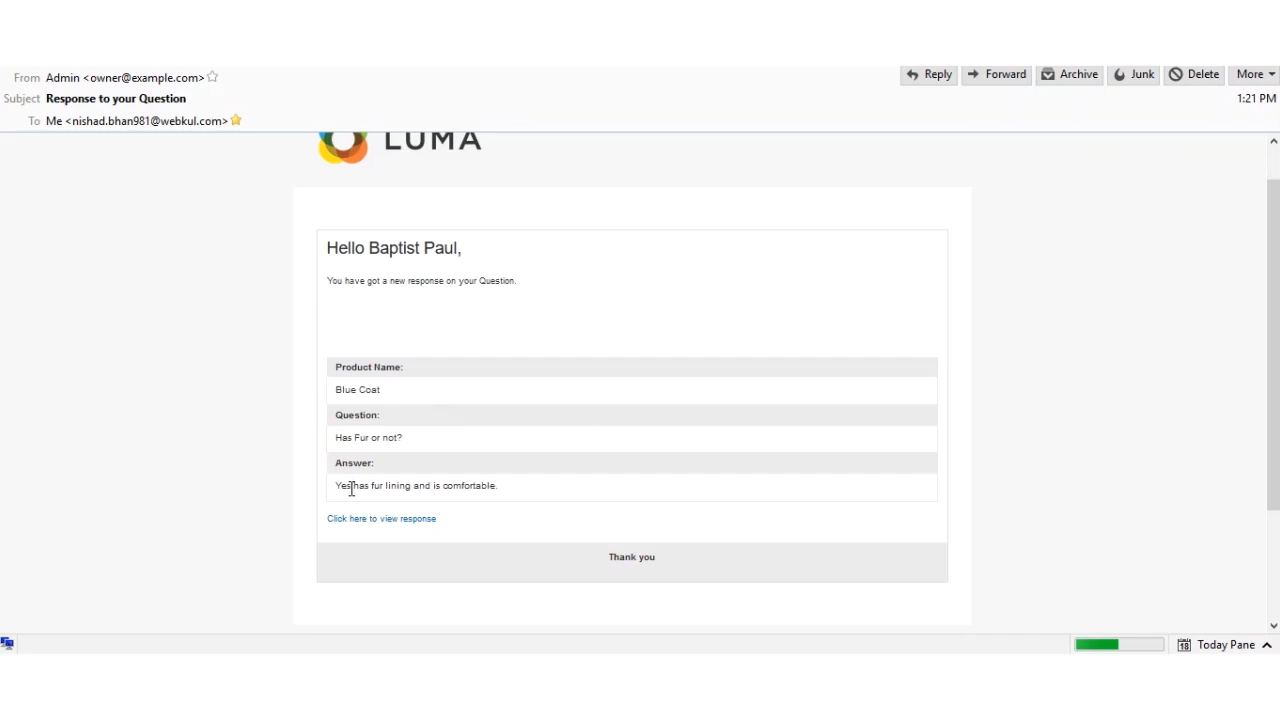 From Admin <owner@example.com> Reply Forward Archive Junk Delete More
Subject Response to your Question 1:21 PM
To Me <nishad.bhan981@webkul.com>
LUMA
Hello Baptist Paul,
You have got a new response on your Question.
Product Name:
Blue Coat
Question:
Has Fur or not?
Answer:
Yes has fur lining and is comfortable.
Click here to view response
Thank you
18 Today Pane